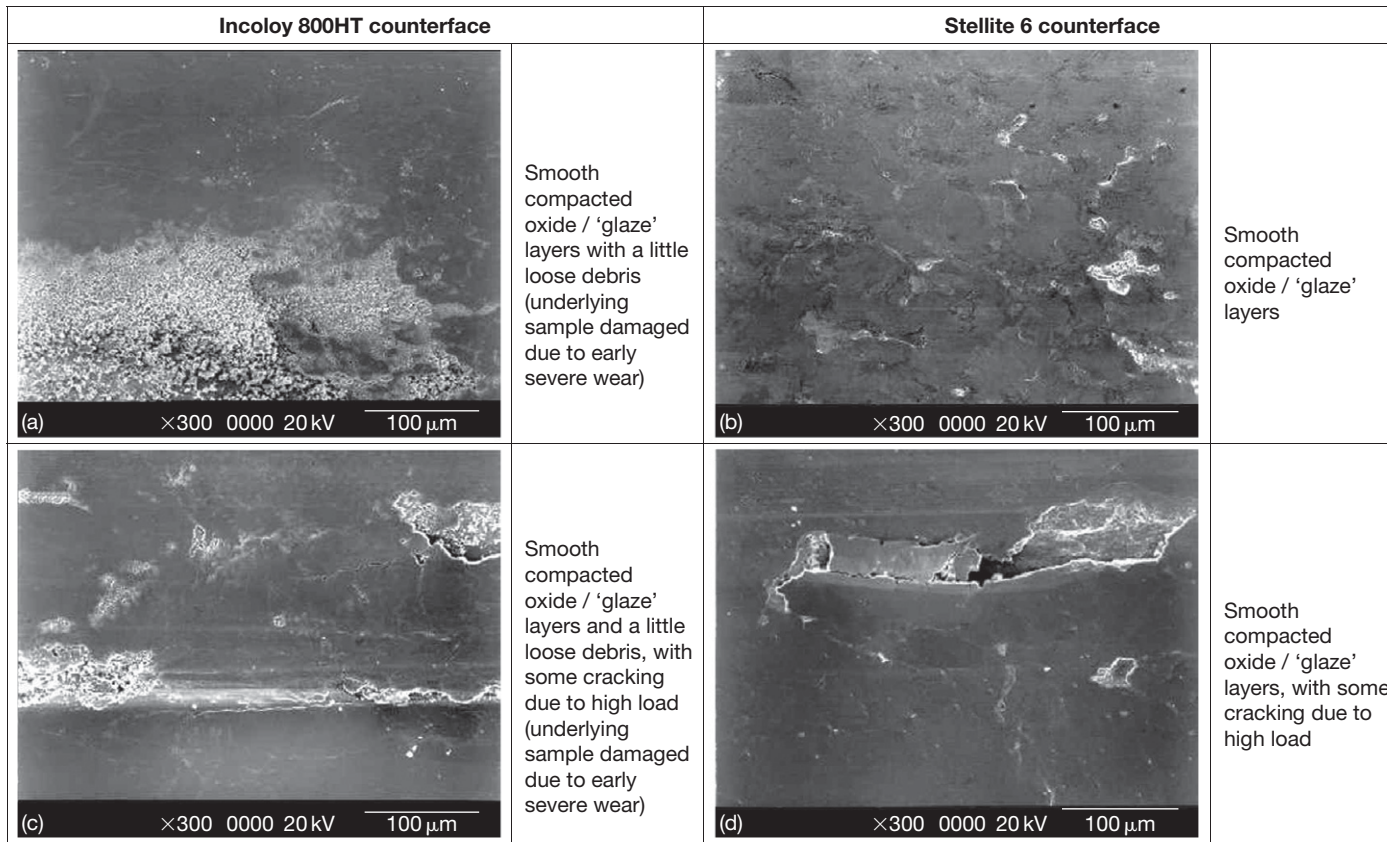 Incoloy 800HT counterface
Stellite 6 counterface
(a) ×300 0000 20 kV 100 μm
Smooth
compacted
oxide / ‘glaze’
layers with a little
loose debris
(underlying
sample damaged
due to early
severe wear)
(b) ×300 0000 20 kV 100 μm
Smooth
compacted
oxide / ‘glaze’
layers
(c) ×300 0000 20 kV 100 μm
Smooth
compacted
oxide / ‘glaze’
layers and a little
loose debris, with
some cracking
due to high load
(underlying
sample damaged
due to early
severe wear)
(d) ×300 0000 20 kV 100 μm
Smooth
compacted
oxide / ‘glaze’
layers, with some
cracking due to
high load